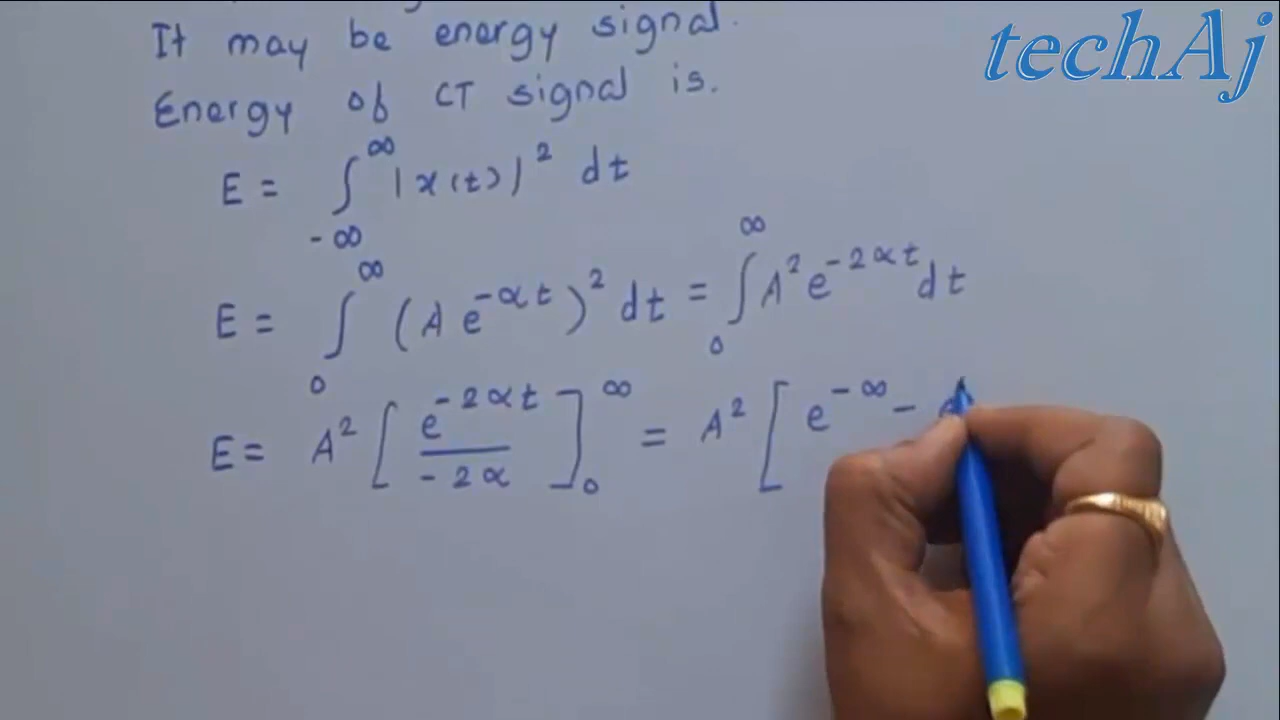 techAj
It may be energy signal.
Energy of CT signal is.
E = ∫_{-∞}^{∞} |x(t)|² dt
E = ∫_{0}^{∞} (A e^{-αt})² dt = ∫_{0}^{∞} A² e^{-2αt} dt
E = A² [ e^{-2αt} / -2α ]_{0}^{∞} = A² [ e^{-∞} -